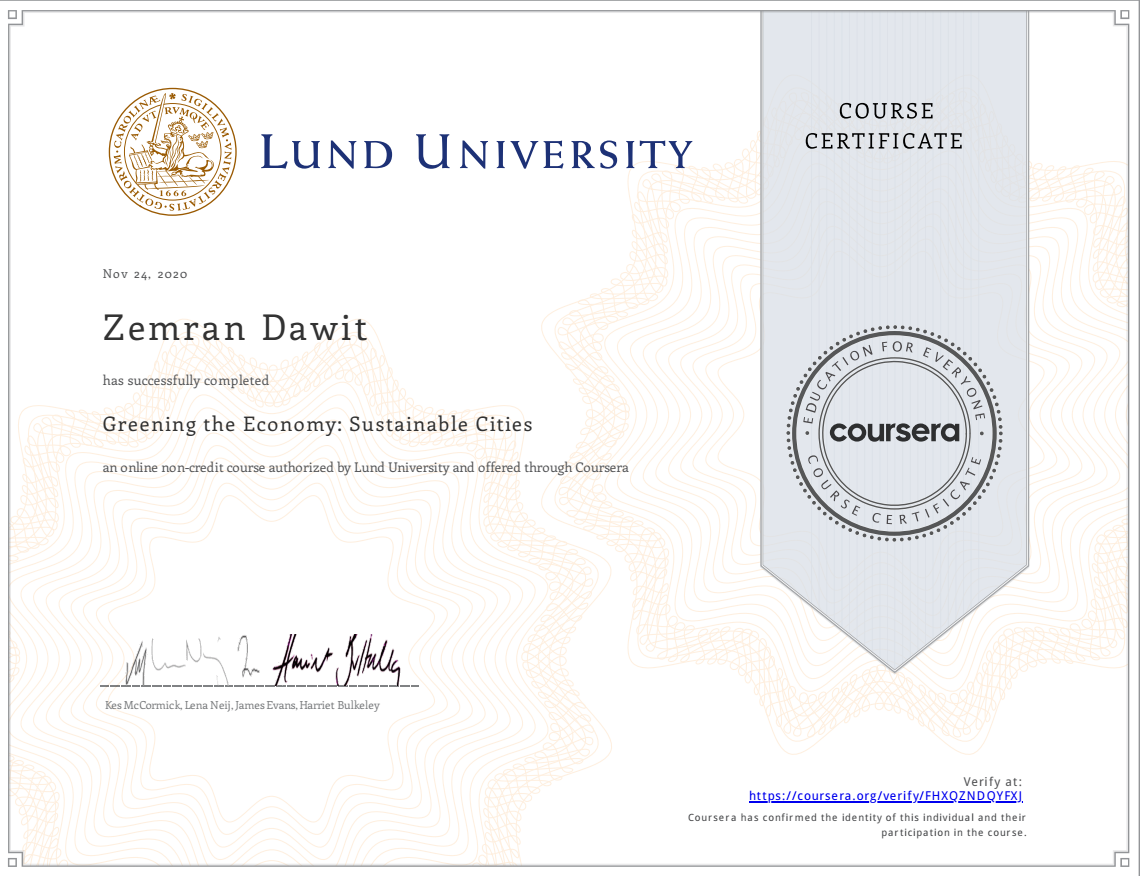 SIGILLVM·VNIVERSITATIS·GOTHORVM·CAROLINÆ
AD VTRVMQVE
1666
LUND UNIVERSITY
COURSE
CERTIFICATE
Nov 24, 2020
Zemran Dawit
has successfully completed
Greening the Economy: Sustainable Cities
an online non-credit course authorized by Lund University and offered through Coursera
EDUCATION FOR EVERYONE
coursera
COURSE CERTIFICATE
Harriet Bulkeley
Kes McCormick, Lena Neij, James Evans, Harriet Bulkeley
Verify at:
https://coursera.org/verify/FHXQZNDQYFXJ
Coursera has confirmed the identity of this individual and their
participation in the course.